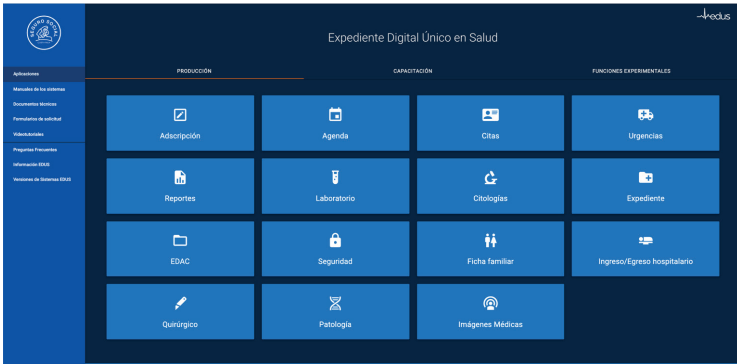 SEGURO SOCIAL
edus
Expediente Digital Único en Salud
Aplicaciones
Manuales de los sistemas
Documentos técnicos
Formularios de solicitud
Videotutoriales
Preguntas Frecuentes
Información EDUS
Versiones de Sistemas EDUS
PRODUCCIÓN
CAPACITACIÓN
FUNCIONES EXPERIMENTALES
Adscripción
Agenda
Citas
Urgencias
Reportes
Laboratorio
Citologías
Expediente
EDAC
Seguridad
Ficha familiar
Ingreso/Egreso hospitalario
Quirúrgico
Patología
Imágenes Médicas